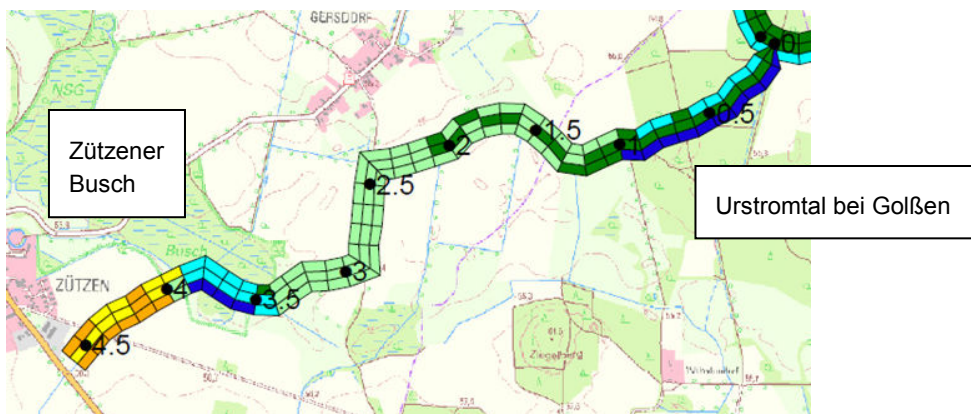 GERSDORF
NSG
Zützener
Busch
Busch
ZÜTZEN
Urstromtal bei Golßen
0
0.5
1
1.5
2
2.5
3
3.5
4
4.5